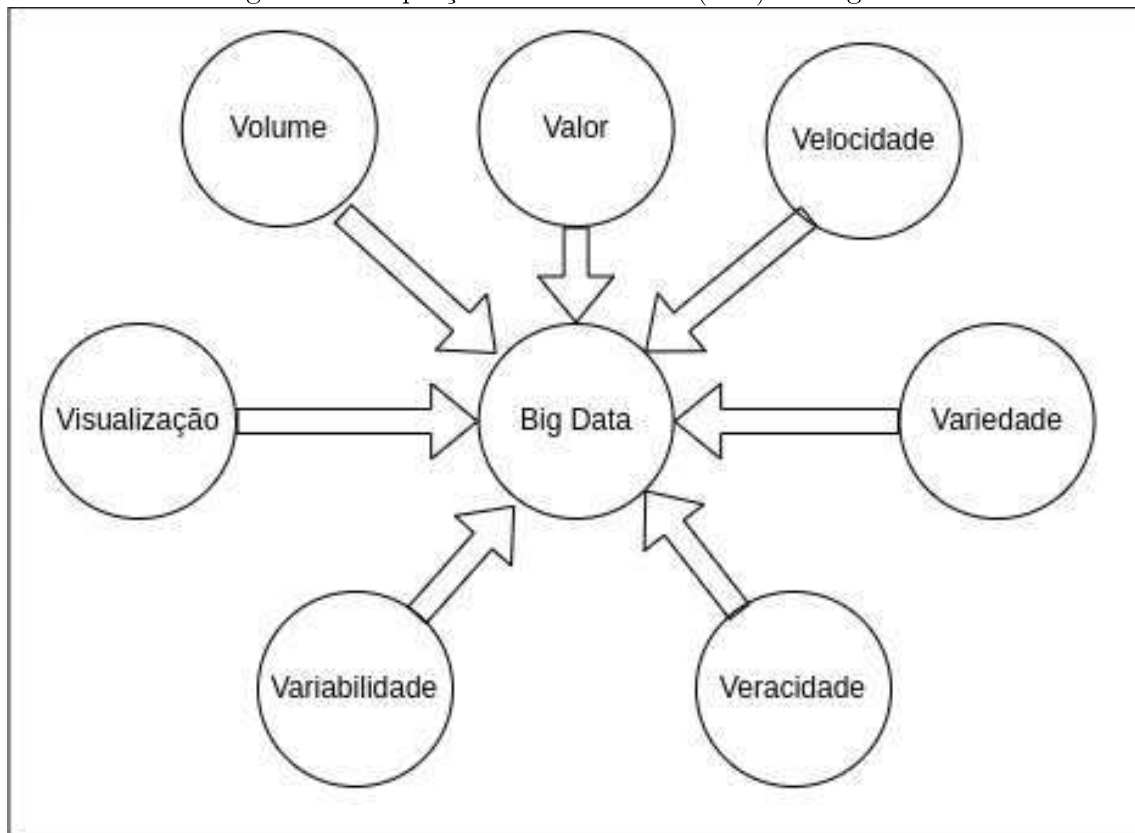 Volume
Valor
Velocidade
Visualização
Big Data
Variedade
Variabilidade
Veracidade